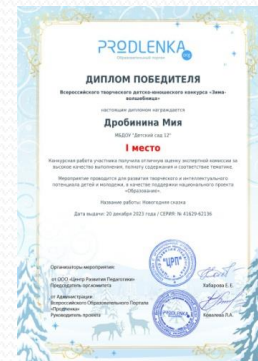 PRODLENKA
Образовательный портал
ДИПЛОМ ПОБЕДИТЕЛЯ
Всероссийского творческого детско-юношеского конкурса «Зима-
волшебница»
настоящим дипломом награждается
Дробинина Мия
МБДОУ "Детский сад 12"
I место
Конкурсная работа участника получила отличную оценку экспертной комиссии за
высокое качество выполнения, полноту содержания и соответствие тематике.
Мероприятие проводится для развития творческого и интеллектуального
потенциала детей и молодежи, в качестве поддержки национального проекта
«Образование».
Название работы: Новогодняя сказка
Дата выдачи: 20 декабря 2023 года / СЕРИЯ: № 41629-62136
Организаторы мероприятия:
от ООО «Центр Развития Педагогики»
Председатель оргкомитета
Хабарова Е.Е.
от Администрации
Всероссийского Образовательного Портала
«Продленка»
Руководитель проекта
Ковалева Л.А.
"ЦРП"
PRODLENKA